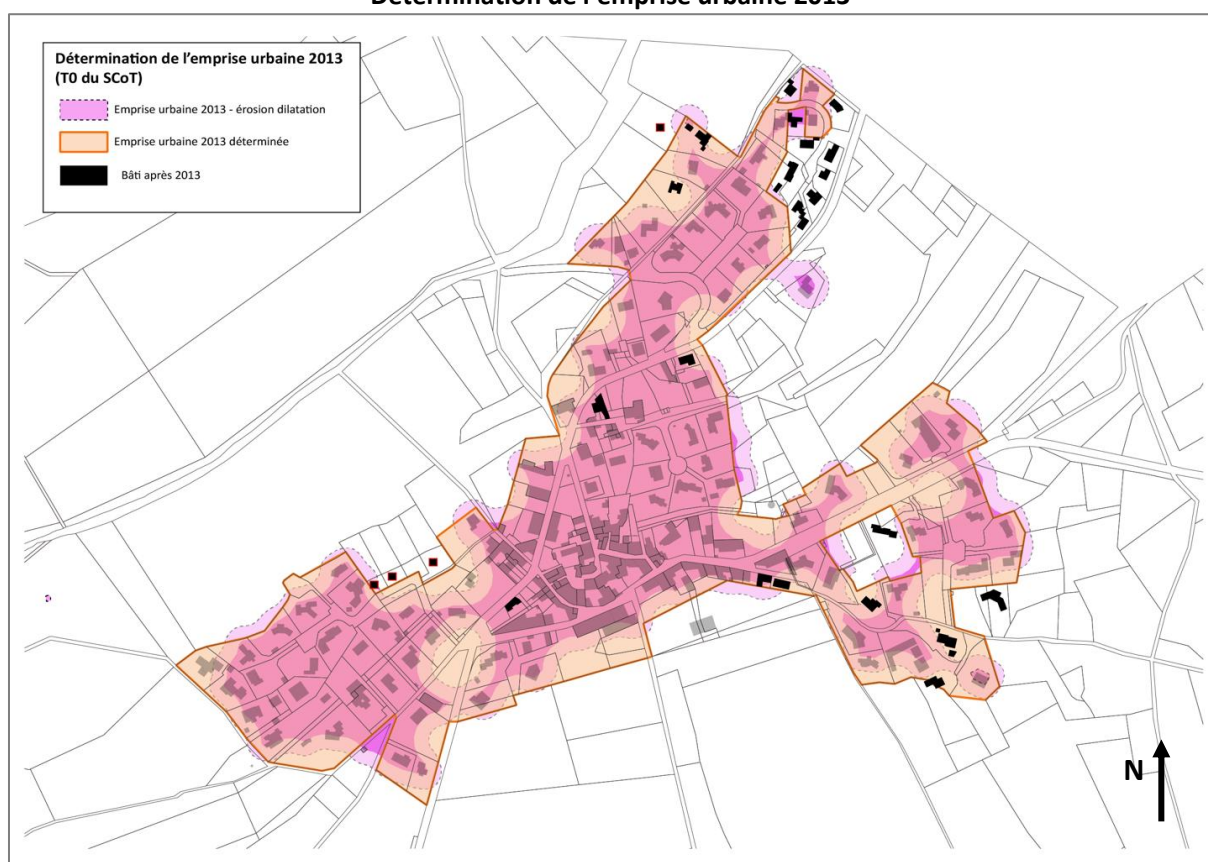 Détermination de l'emprise urbaine 2013
Détermination de l'emprise urbaine 2013
(T0 du SCoT)
Emprise urbaine 2013 - érosion dilatation
Emprise urbaine 2013 déterminée
Bâti après 2013
N